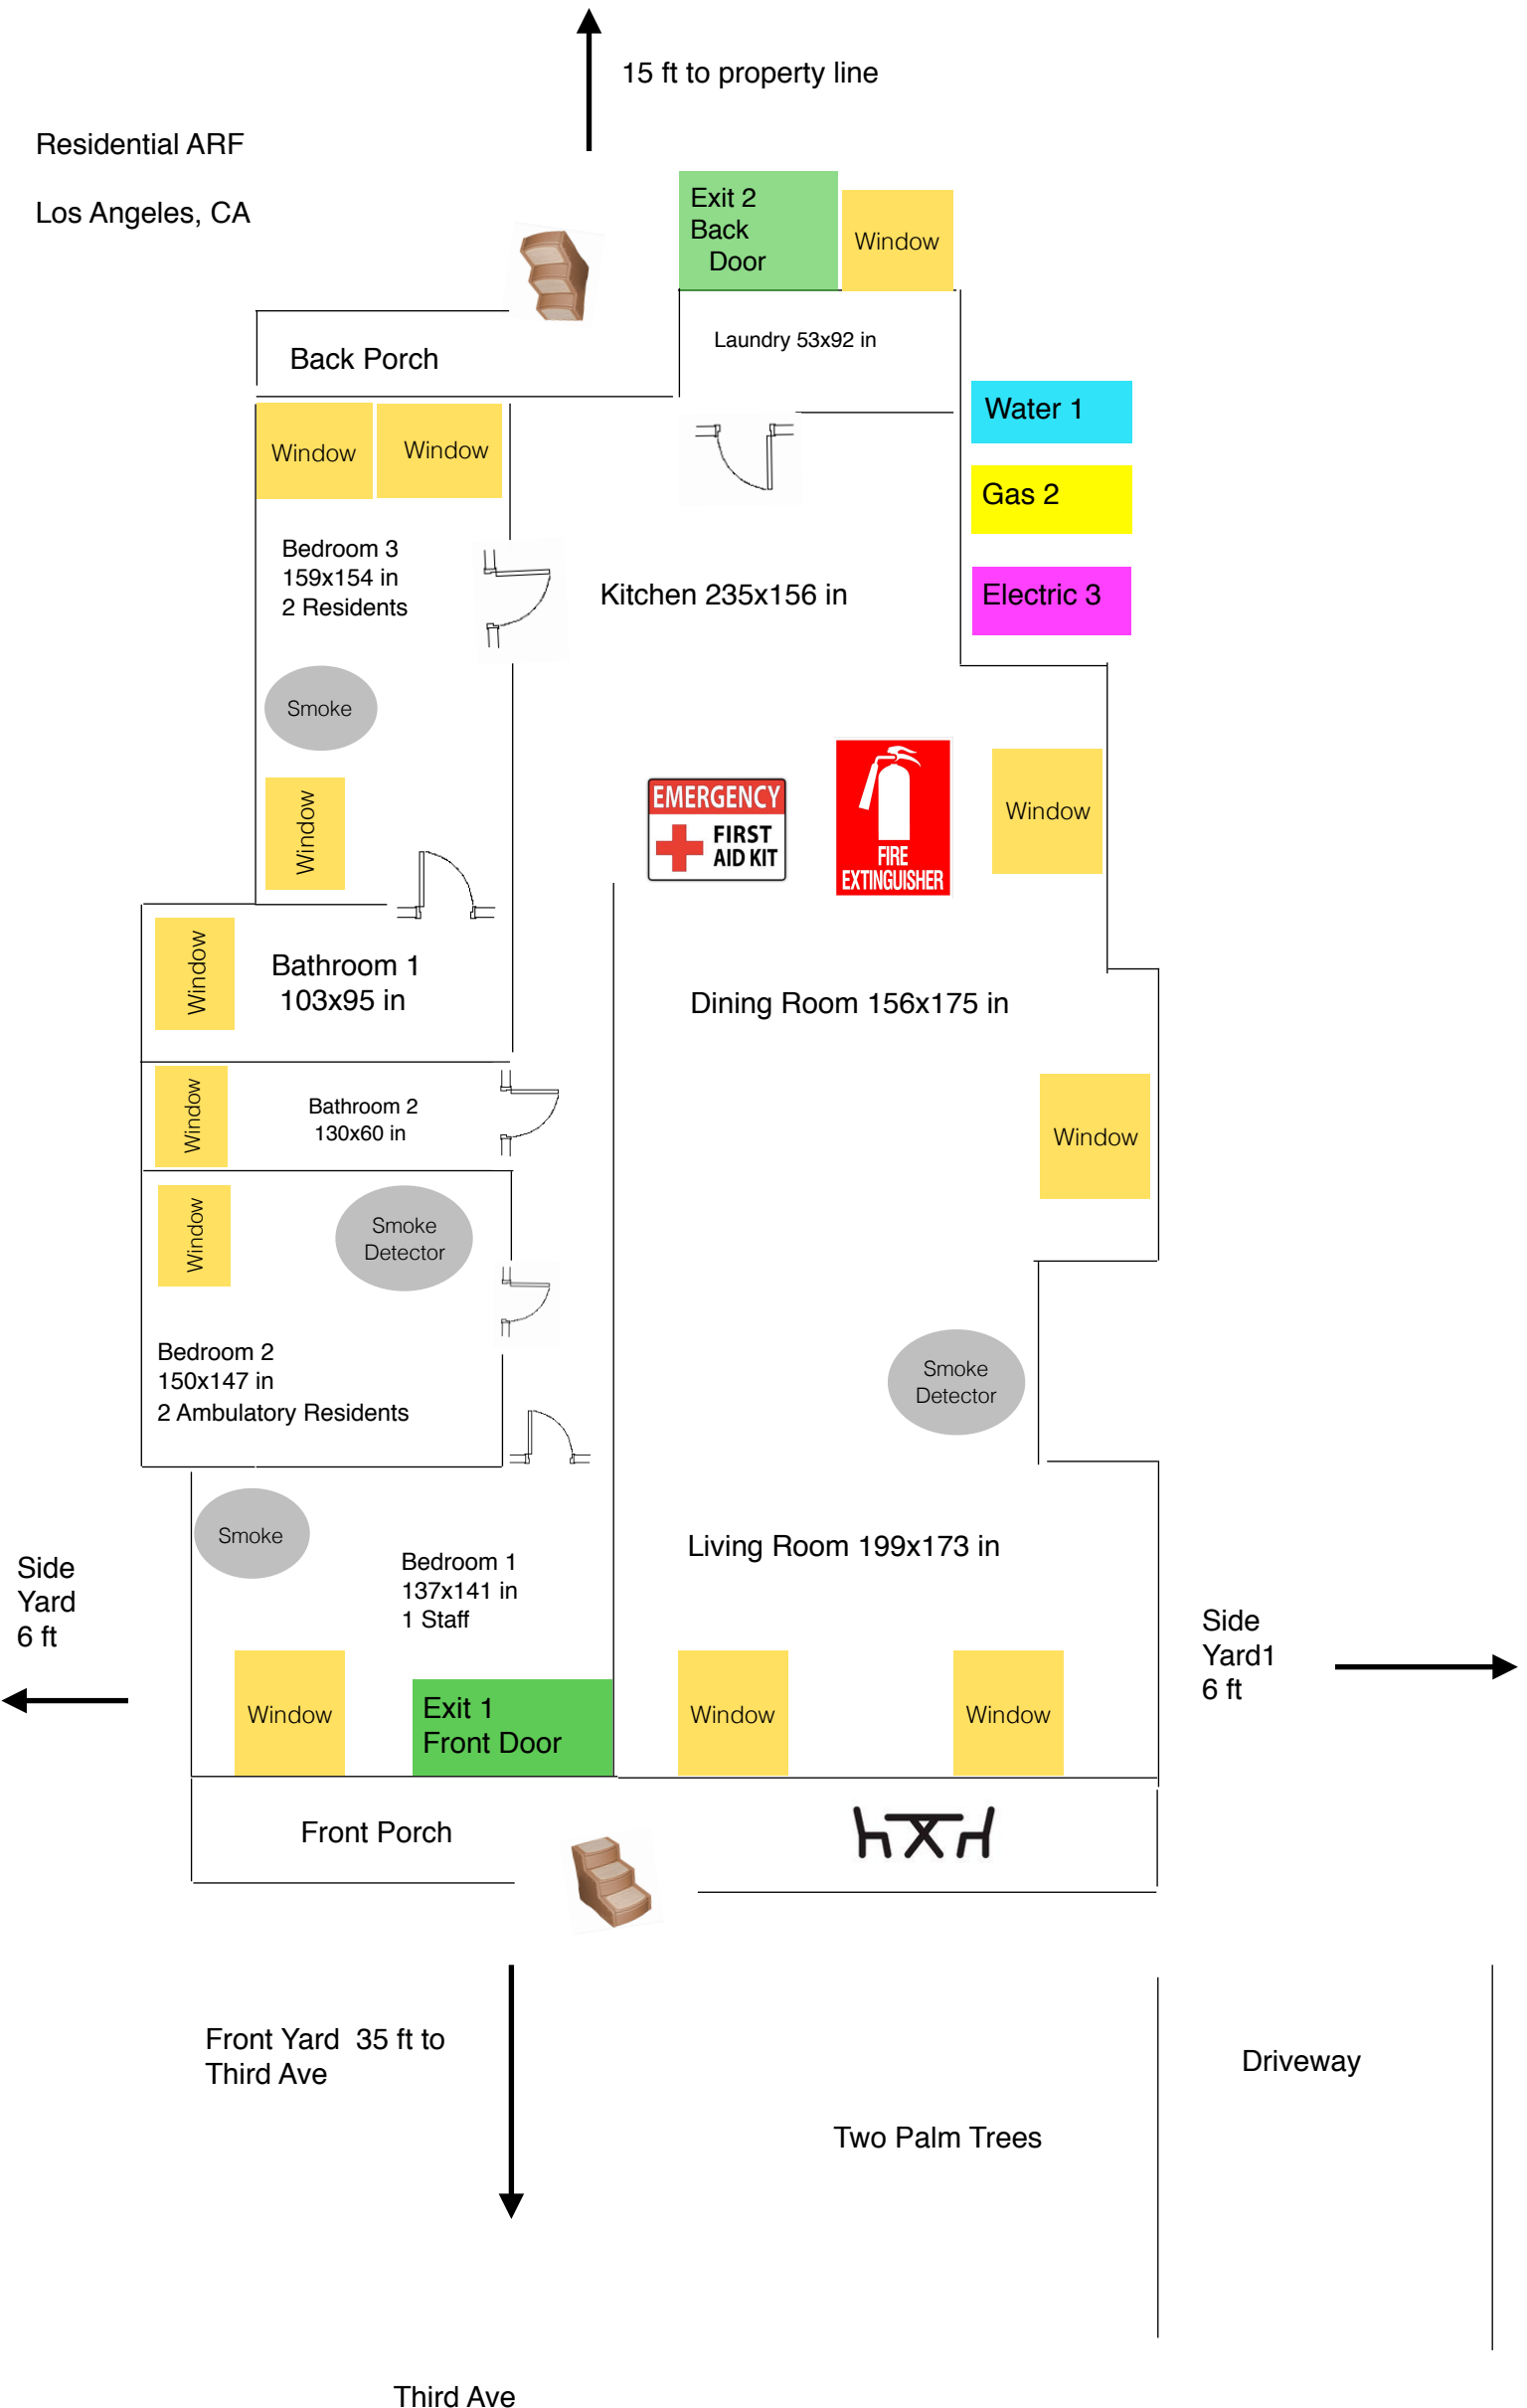 15 ft to property line
Residential ARF
Los Angeles, CA
Exit 2
Back
Door
Window
Laundry 53x92 in
Back Porch
Water 1
Window
Window
Gas 2
Bedroom 3
159x154 in
2 Residents
Kitchen 235x156 in
Electric 3
Smoke
EMERGENCY
FIRST
AID KIT
FIRE
EXTINGUISHER
Window
Window
Window
Bathroom 1
103x95 in
Dining Room 156x175 in
Window
Bathroom 2
130x60 in
Window
Window
Smoke
Detector
Bedroom 2
150x147 in
2 Ambulatory Residents
Smoke
Detector
Smoke
Bedroom 1
137x141 in
1 Staff
Living Room 199x173 in
Side
Yard
6 ft
Side
Yard1
6 ft
Window
Exit 1
Front Door
Window
Window
Front Porch
Front Yard  35 ft to
Third Ave
Driveway
Two Palm Trees
Third Ave